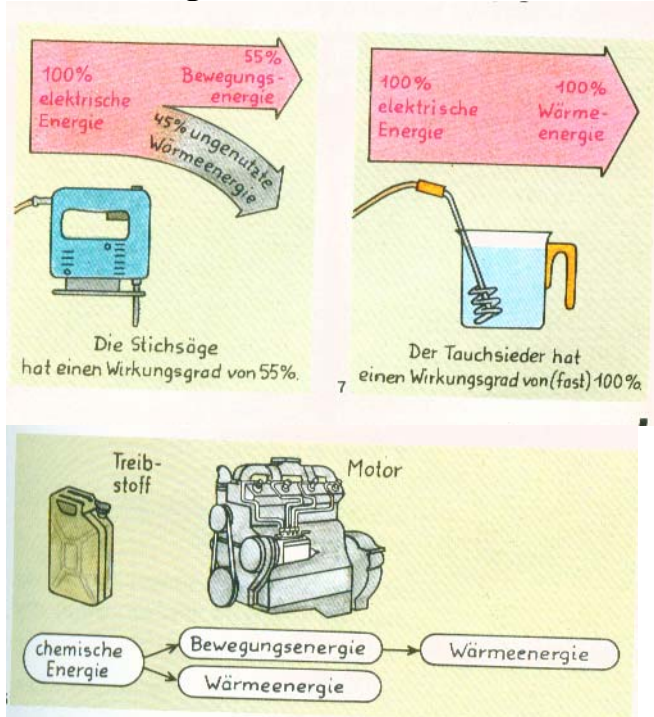 100%
elektrische
Energie
55%
Bewegungs-
energie
45% ungenutzte
Wärmeenergie
Die Stichsäge
hat einen Wirkungsgrad von 55%.
100%
elektrische
Energie
100%
Wärme-
energie
Der Tauchsieder hat
einen Wirkungsgrad von (fast) 100%.
7
Treib-
stoff
Motor
chemische
Energie
Bewegungsenergie
Wärmeenergie
Wärmeenergie